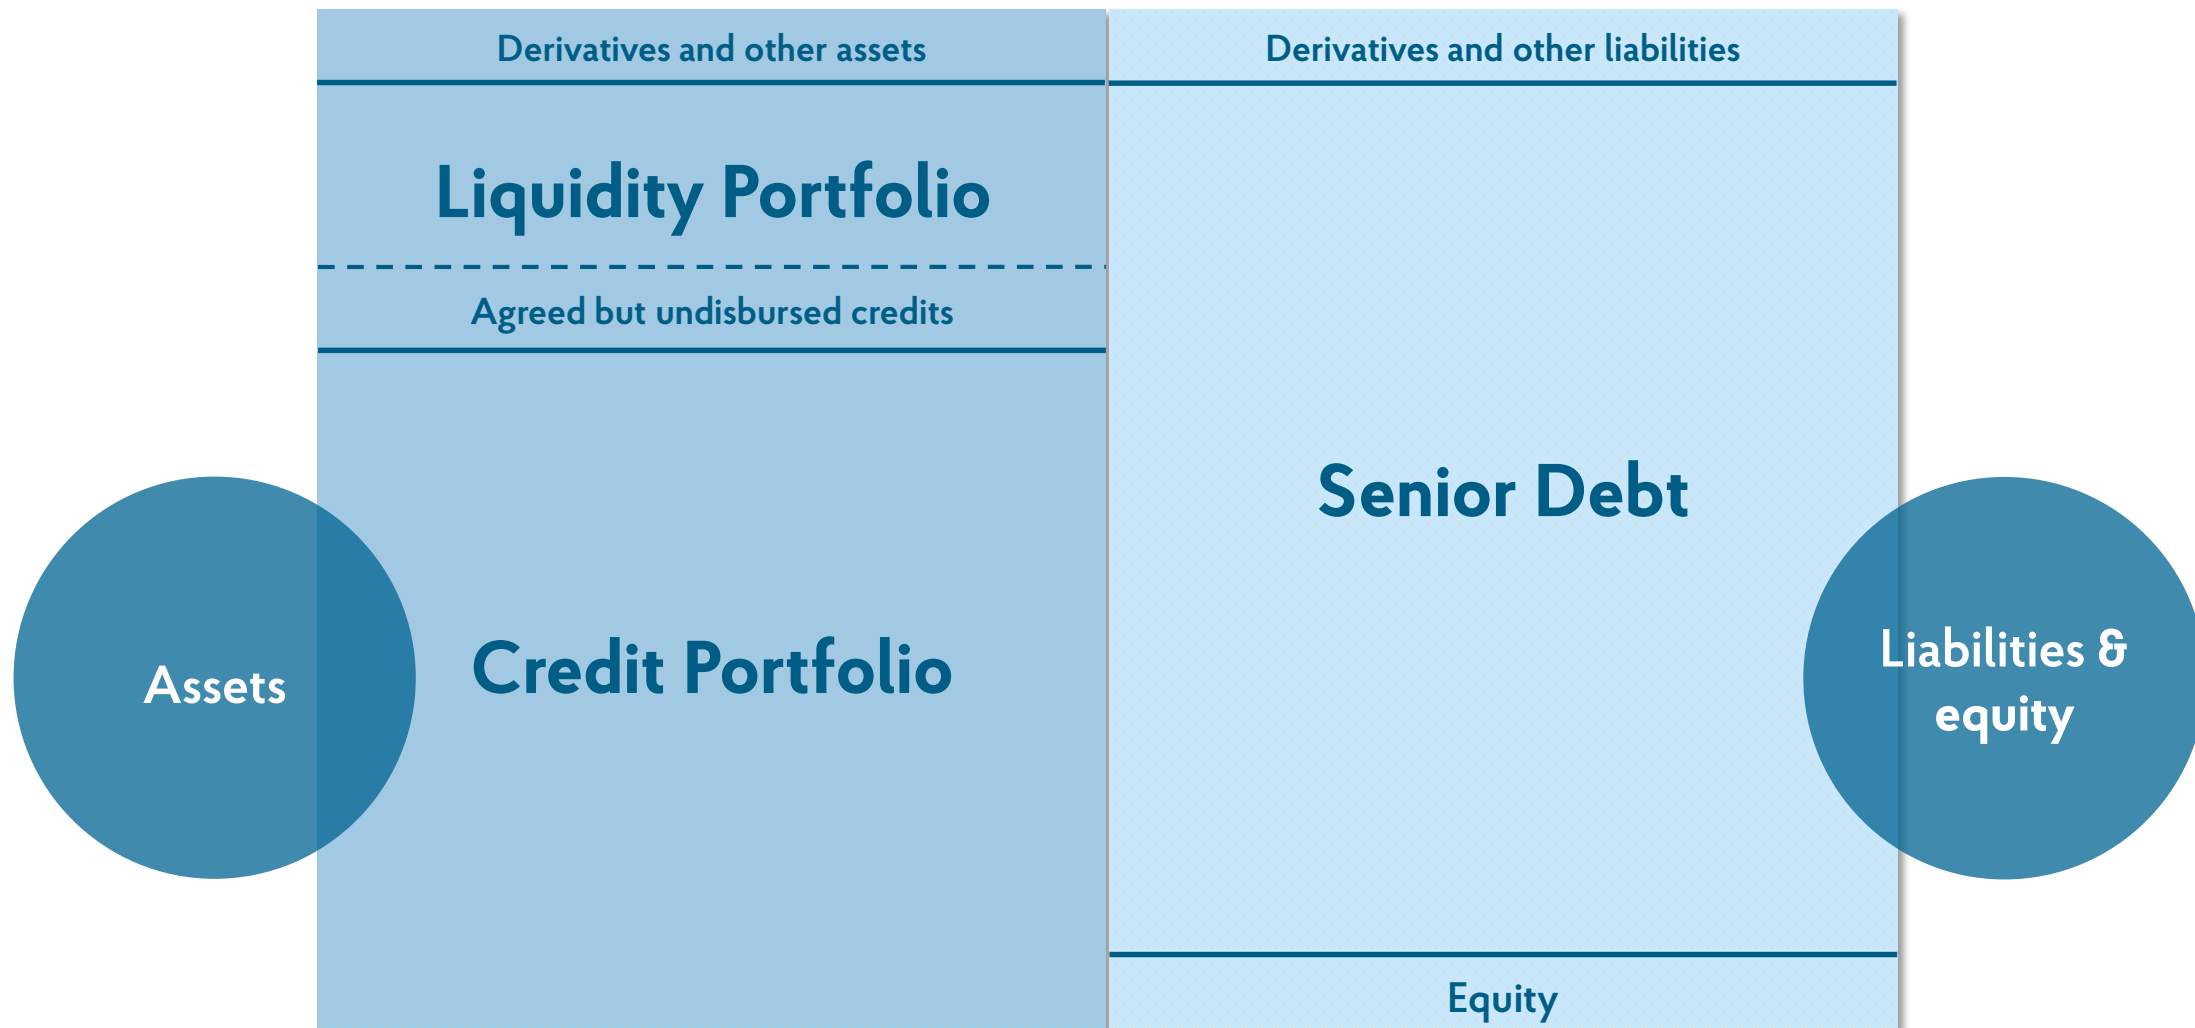 Derivatives and other assets
Liquidity Portfolio
Agreed but undisbursed credits
Credit Portfolio
Assets
Derivatives and other liabilities
Senior Debt
Equity
Liabilities &
equity